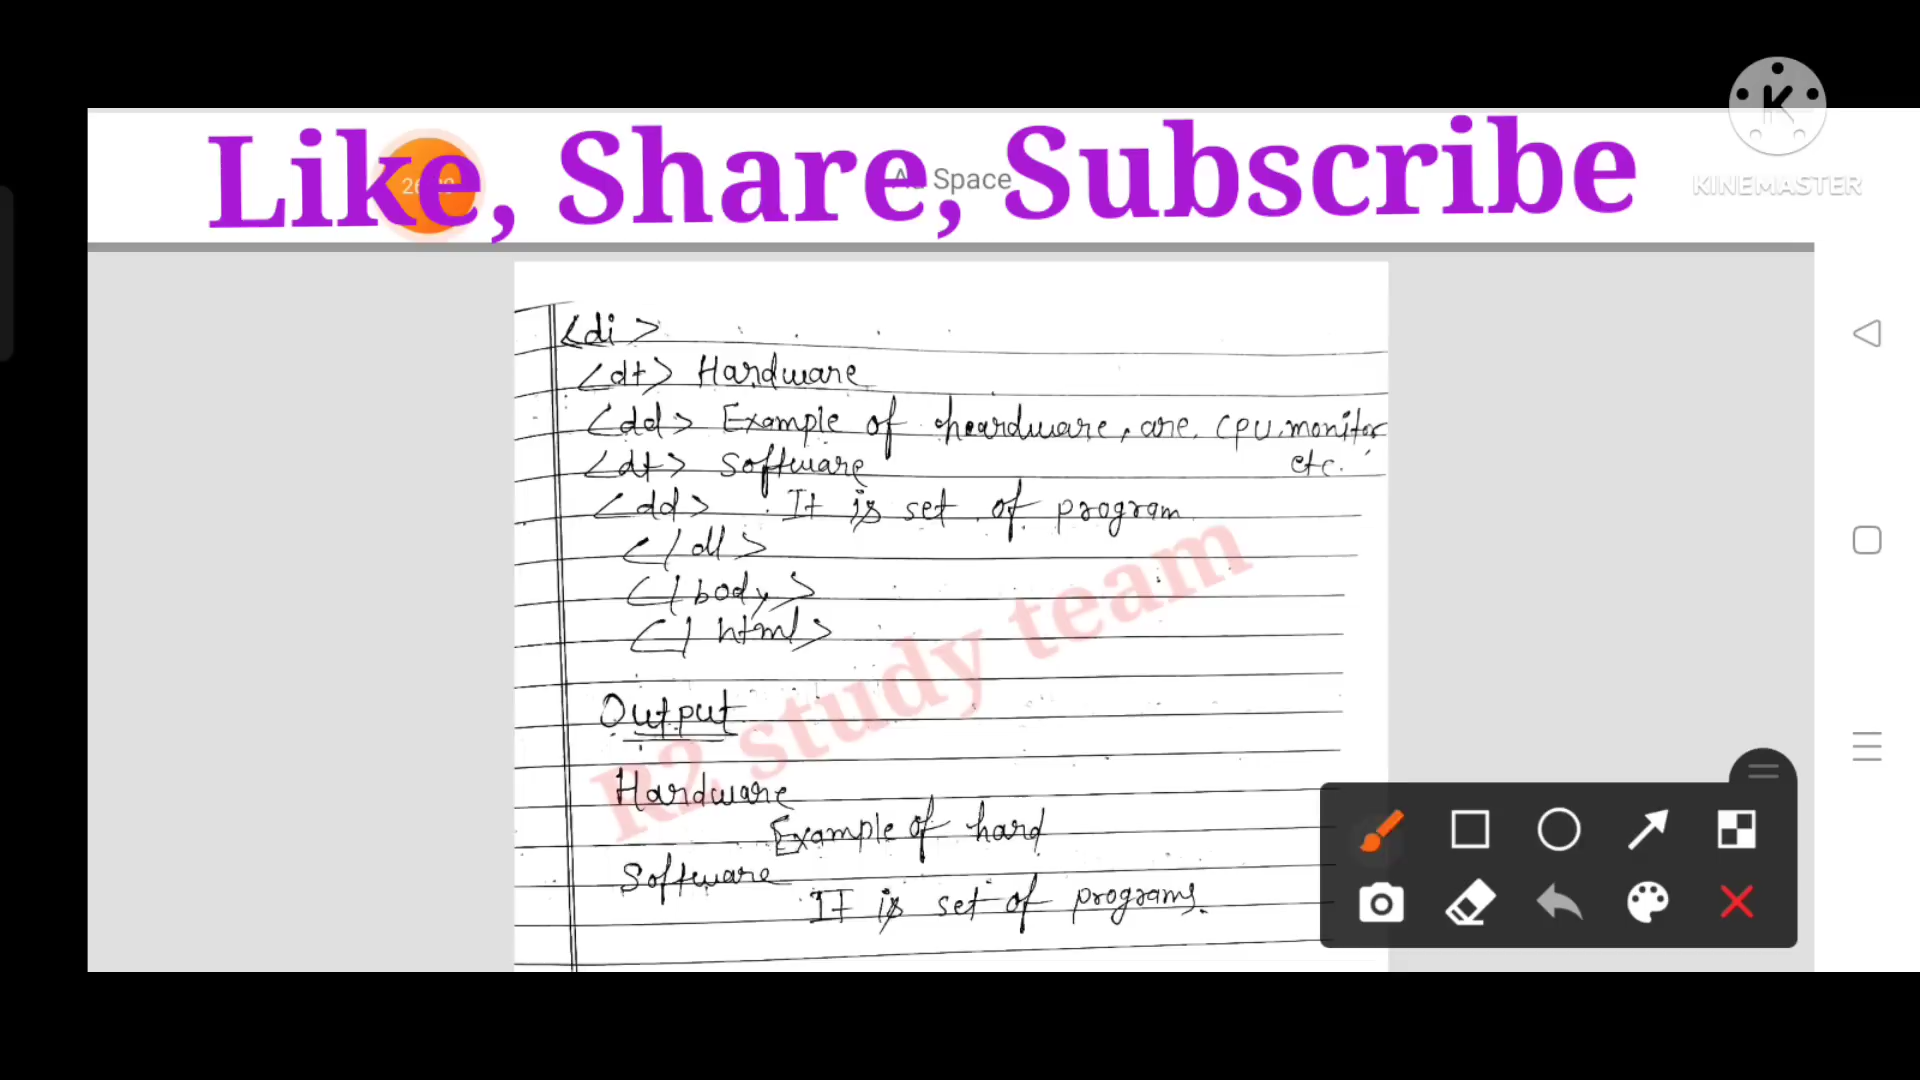 Like, Share, Subscribe
Space
KINEMASTER
<di>
<dt> Hardware
<dd> Example of heardware, are, CPU, monitor
etc.
<dt> software
<dd> It is set of program
</dl>
</body>
</html>
Output
Hardware
Example of hard
Software
It is set of programs.
R2 study team